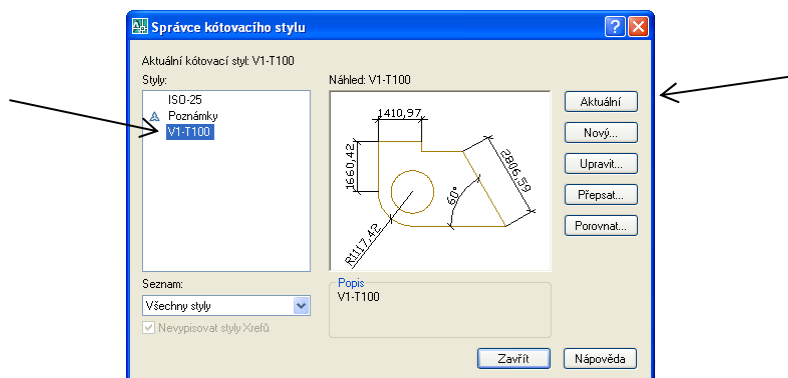 Správce kótovacího stylu
Aktuální kótovací styl: V1-T100
Styly:
ISO-25
Poznámky
V1-T100
Náhled: V1-T100
1410,97
1660,42
2806,59
60°
R1117,42
Aktuální
Nový...
Upravit...
Přepsat...
Porovnat...
Seznam:
Všechny styly
Nevypisovat styly Xrefů
Popis
V1-T100
Zavřít
Nápověda